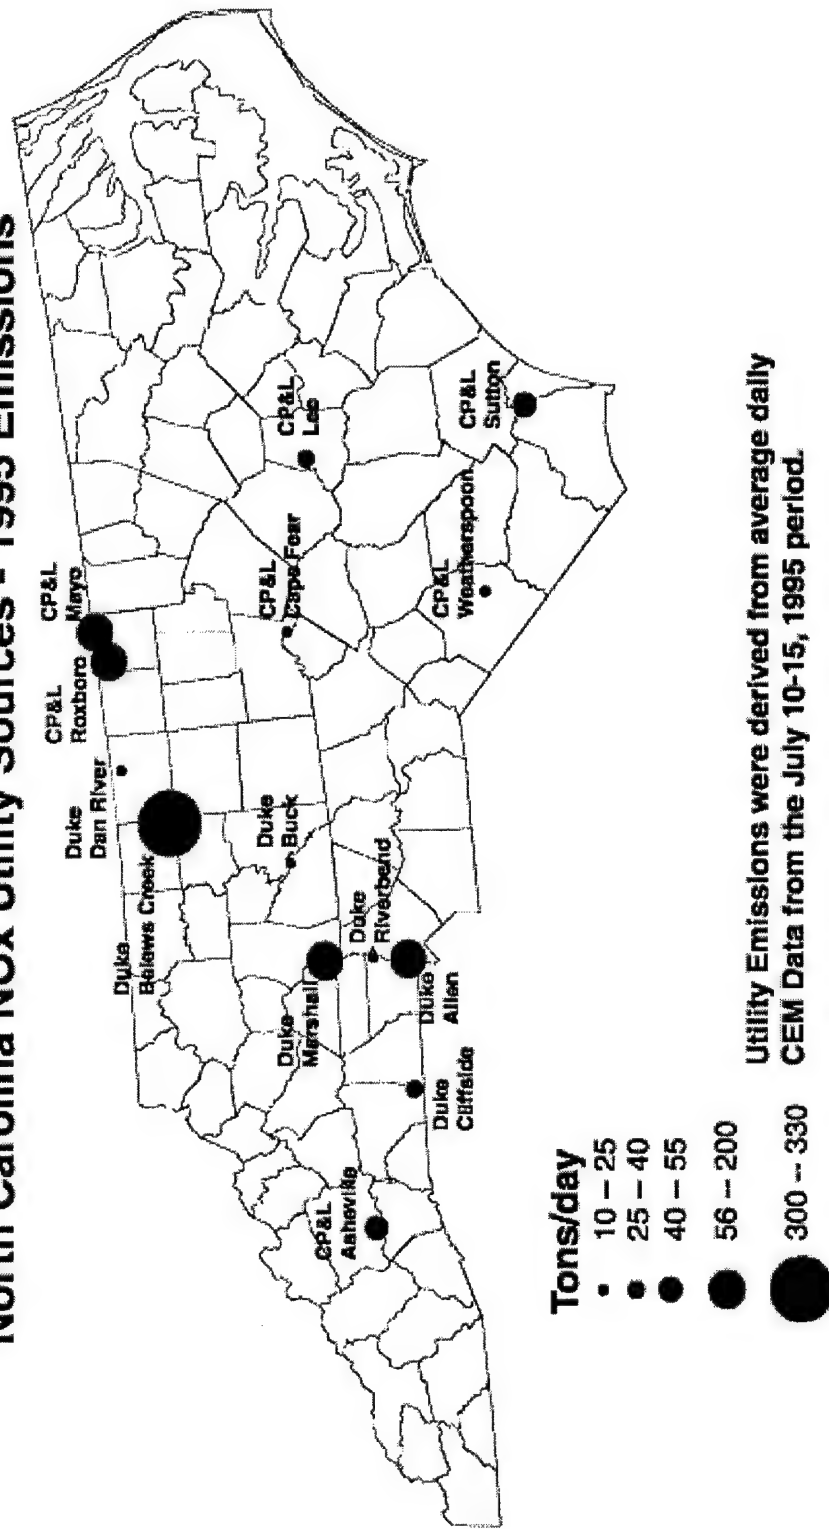 North Carolina NOx Utility Sources - 1995 Emissions
CP&L
Mayo
CP&L
Roxboro
Duke
Dan River
Duke
Belews Creek
CP&L
Lee
CP&L
Cape Fear
Duke
Buck
Duke
Marshall
Duke
Riverbend
CP&L
Asheville
Duke
Allen
Duke
Cliffside
CP&L
Sutton
CP&L
Weatherspoon
Tons/day
10 – 25
25 – 40
40 – 55
56 – 200
300 – 330
Utility Emissions were derived from average daily
CEM Data from the July 10-15, 1995 period.